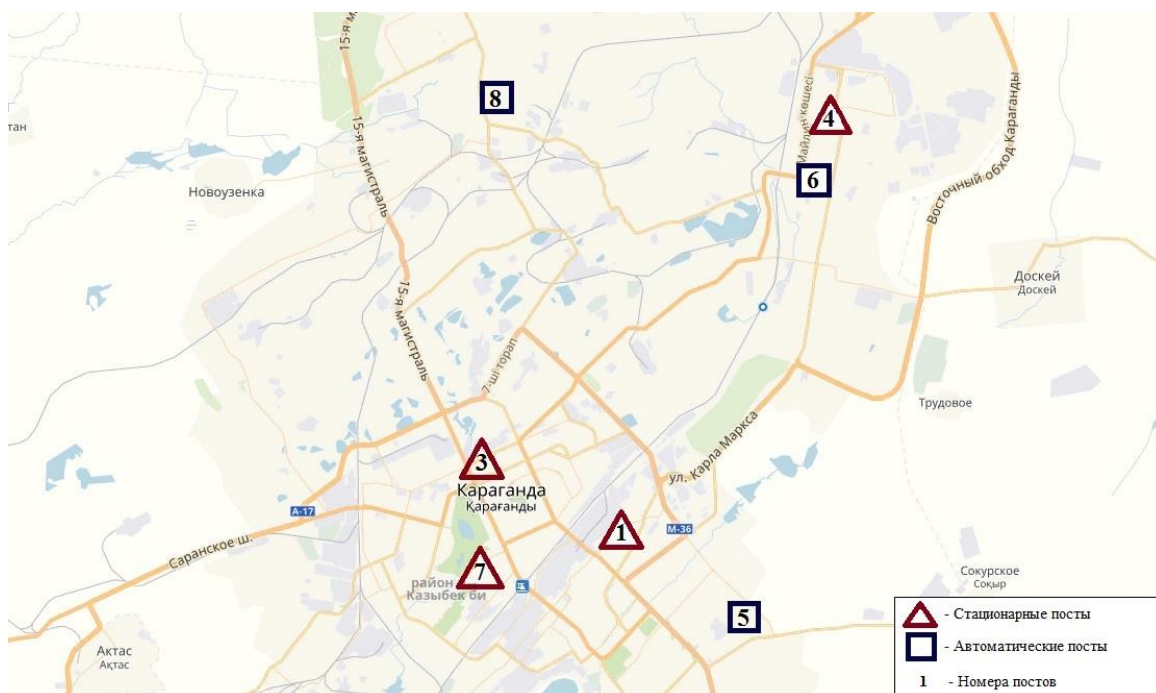 15-я магистраль
15-я м
8
4
Майлин көшесі
6
Восточный обход Караганды
тан
Новоузенка
15-я магистраль
Доскей
Доскей
15-я магистраль
7-ші торап
Трудовое
ул. Карла Маркса
3
Караганда
Қарағанды
А-17
Саранское ш.
1
М-36
7
район
Казыбек би
5
Сокурское
Соқыр
Актас
Ақтас
- Стационарные посты
- Автоматические посты
1 - Номера постов